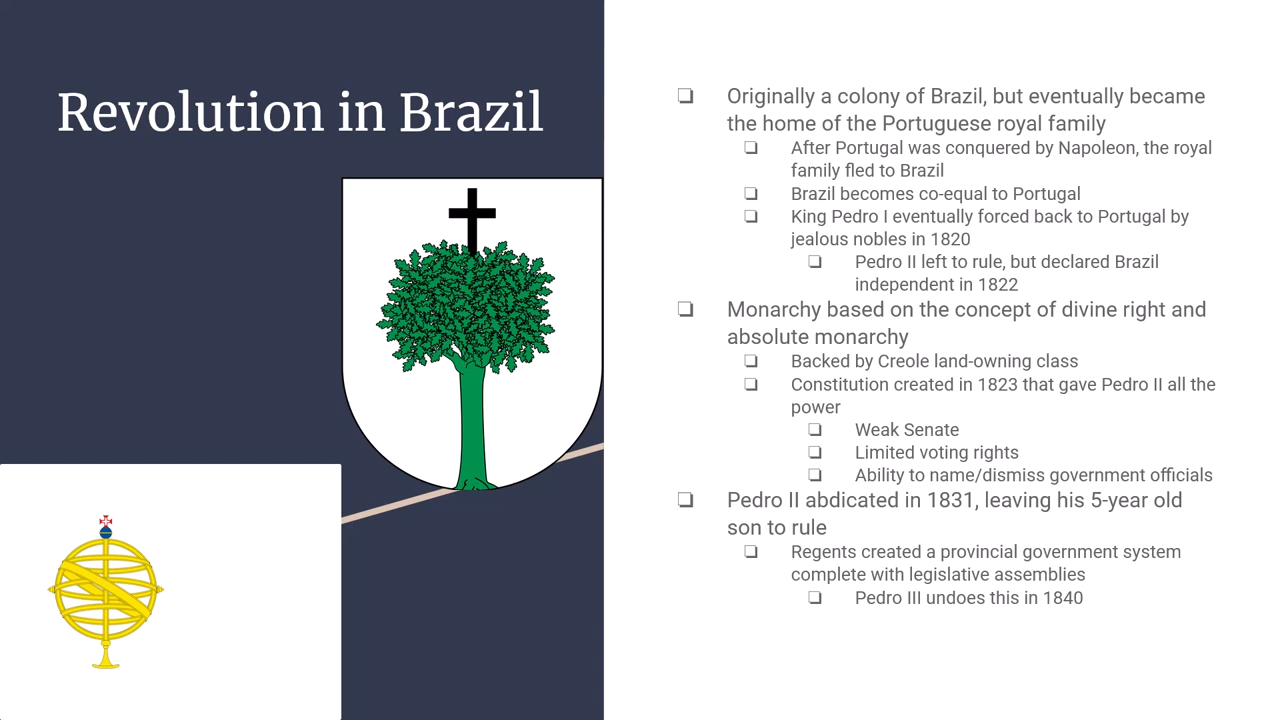 Revolution in Brazil
❏ Originally a colony of Brazil, but eventually became
the home of the Portuguese royal family
❏ After Portugal was conquered by Napoleon, the royal
family fled to Brazil
❏ Brazil becomes co-equal to Portugal
❏ King Pedro I eventually forced back to Portugal by
jealous nobles in 1820
❏ Pedro II left to rule, but declared Brazil
independent in 1822
❏ Monarchy based on the concept of divine right and
absolute monarchy
❏ Backed by Creole land-owning class
❏ Constitution created in 1823 that gave Pedro II all the
power
❏ Weak Senate
❏ Limited voting rights
❏ Ability to name/dismiss government officials
❏ Pedro II abdicated in 1831, leaving his 5-year old
son to rule
❏ Regents created a provincial government system
complete with legislative assemblies
❏ Pedro III undoes this in 1840